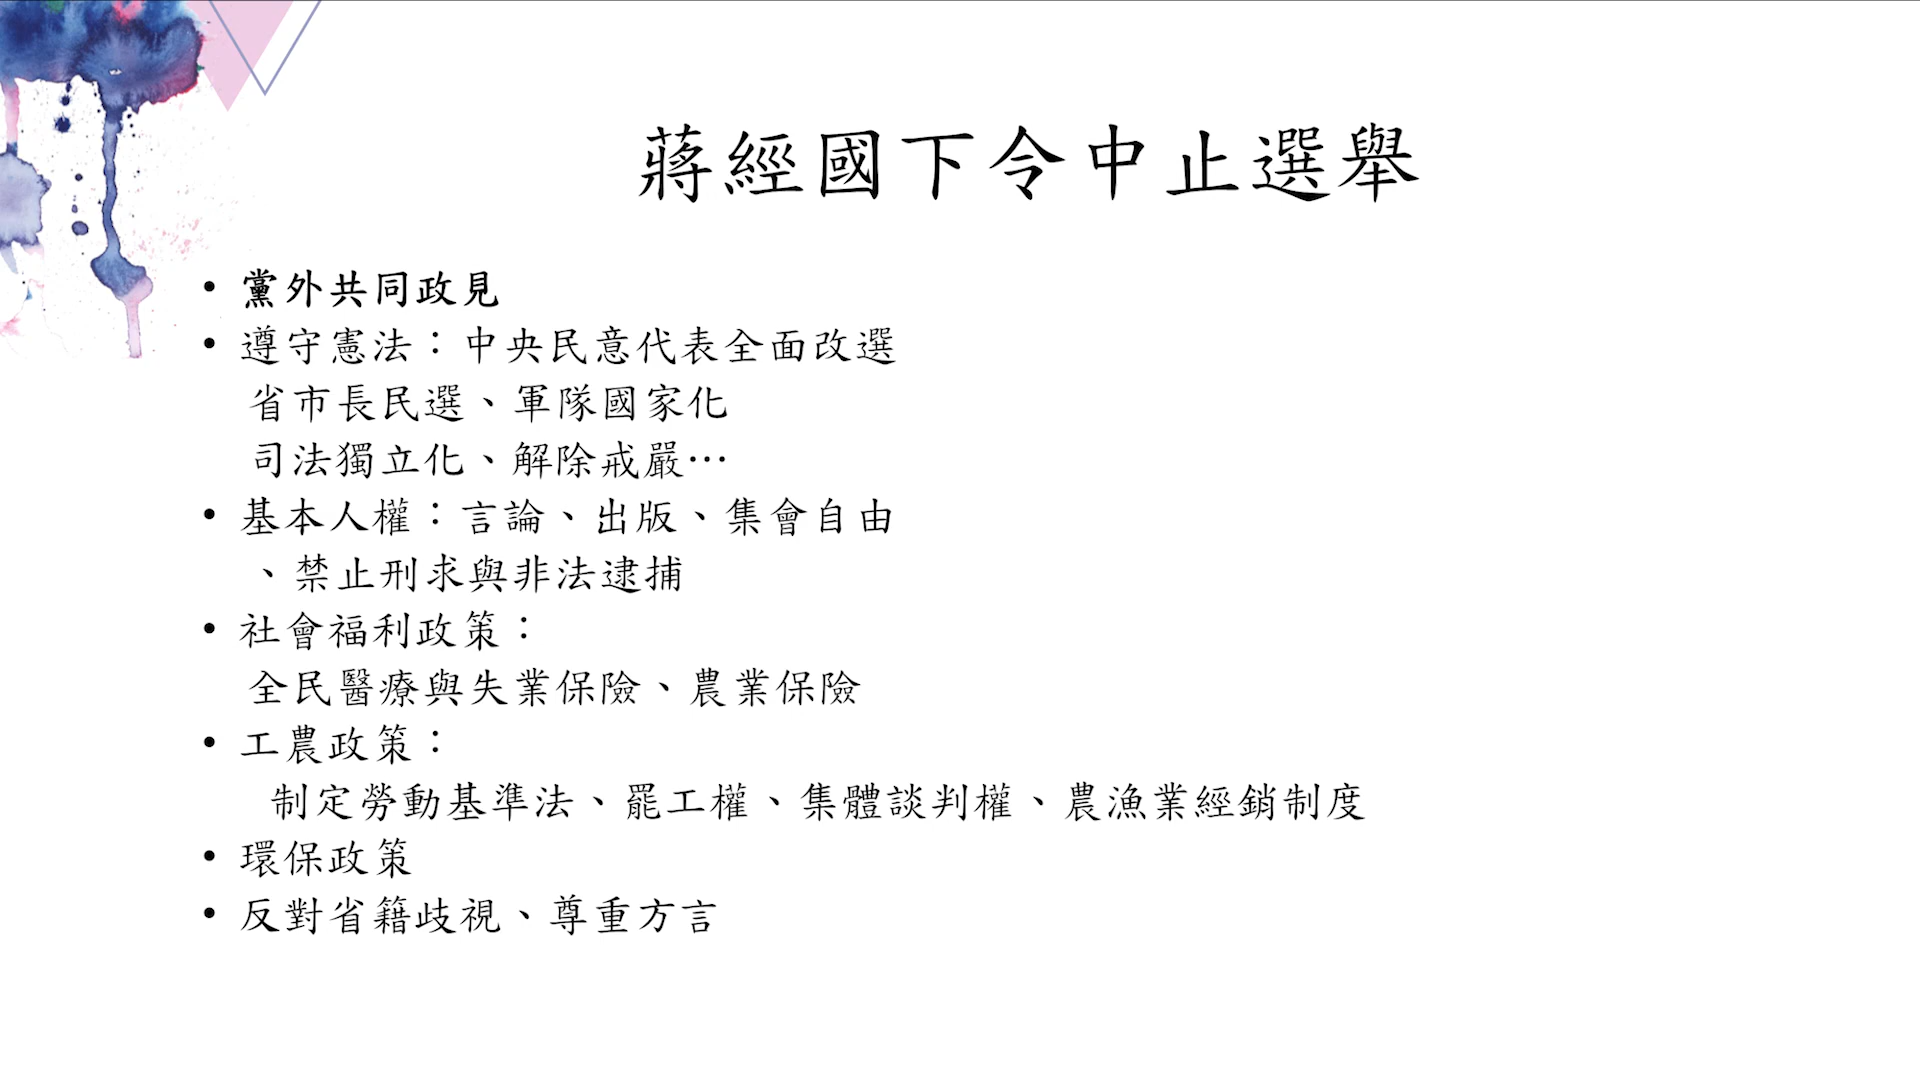 蔣經國下令中止選舉
• 黨外共同政見
• 遵守憲法：中央民意代表全面改選
省市長民選、軍隊國家化
司法獨立化、解除戒嚴…
• 基本人權：言論、出版、集會自由
、禁止刑求與非法逮捕
• 社會福利政策：
全民醫療與失業保險、農業保險
• 工農政策：
制定勞動基準法、罷工權、集體談判權、農漁業經銷制度
• 環保政策
• 反對省籍歧視、尊重方言